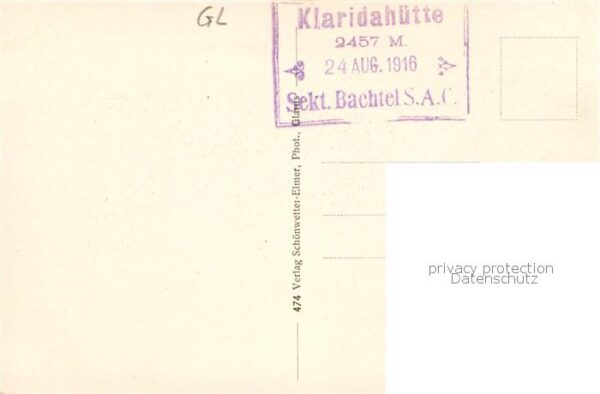 GL
Klaridahütte
2457 M.
24 AUG. 1916
Sekt. Bachtel S.A.C.
474 Verlag Schönwetter-Elmer, Phot., Glarus
privacy protection
Datenschutz